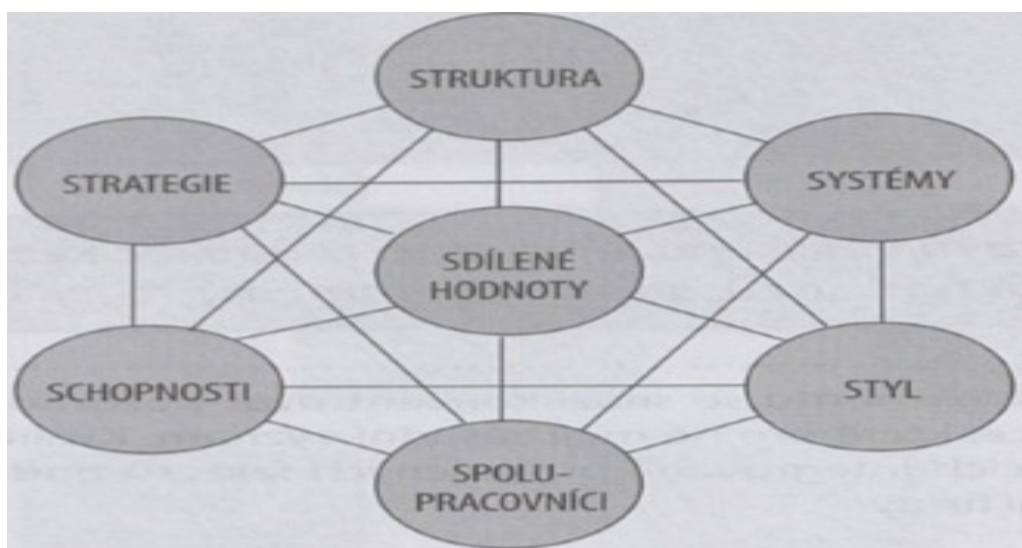 STRUKTURA
STRATEGIE
SYSTÉMY
SDÍLENÉ
HODNOTY
SCHOPNOSTI
STYL
SPOLU-
PRACOVNÍCI